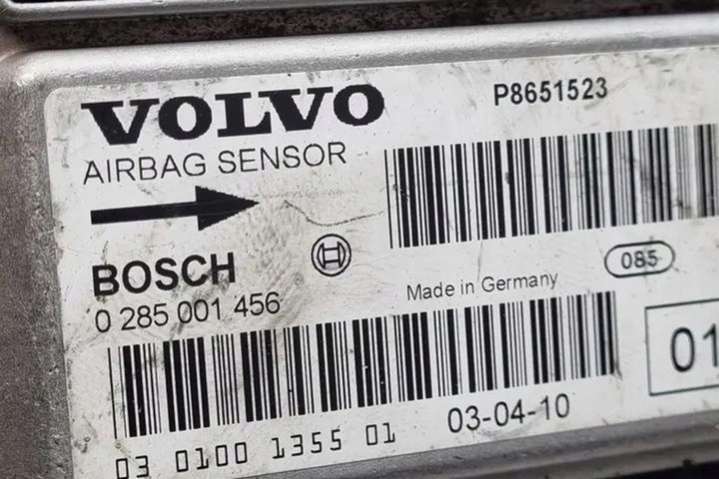 VOLVO
P8651523
AIRBAG SENSOR
BOSCH
085
0 285 001 456
Made in Germany
01
03-04-10
03 0100 1355 01